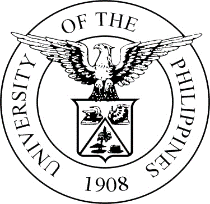 UNIVERSITY OF THE PHILIPPINES
1908